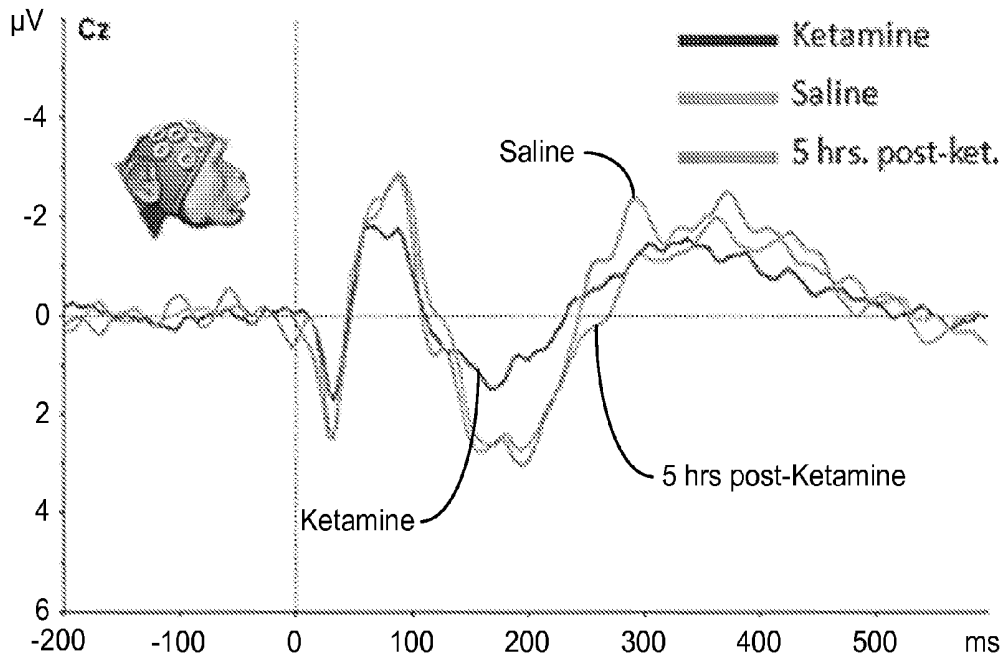 µV
Cz
Ketamine
Saline
5 hrs. post-ket.
-4
Saline
-2
0
2
5 hrs post-Ketamine
Ketamine
4
6
-200 -100 0 100 200 300 400 500 ms